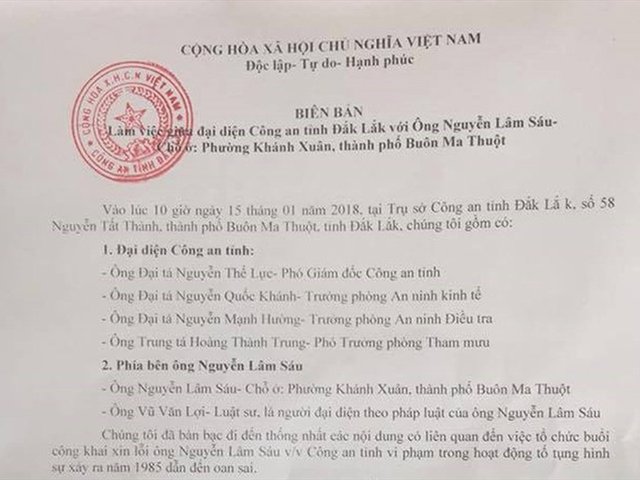 CỘNG HÒA XÃ HỘI CHỦ NGHĨA VIỆT NAM
Độc lập- Tự do- Hạnh phúc
CỘNG HÒA X.H.C.N VIỆT NAM
CÔNG AN TỈNH
BIÊN BẢN
Làm việc giữa đại diện Công an tỉnh Đắk Lắk với Ông Nguyễn Lâm Sáu-
Chỗ ở: Phường Khánh Xuân, thành phố Buôn Ma Thuột
Vào lúc 10 giờ ngày 15 tháng 01 năm 2018, tại Trụ sở Công an tỉnh Đắk Lắ k, số 58
Nguyễn Tất Thành, thành phố Buôn Ma Thuột, tỉnh Đắk Lắk, chúng tôi gồm có:
1. Đại diện Công an tỉnh:
- Ông Đại tá Nguyễn Thế Lực- Phó Giám đốc Công an tỉnh
- Ông Đại tá Nguyễn Quốc Khánh- Trưởng phòng An ninh kinh tế
- Ông Đại tá Nguyễn Mạnh Hường- Trưởng phòng An ninh Điều tra
- Ông Trung tá Hoàng Thành Trung- Phó Trưởng phòng Tham mưu
2. Phía bên ông Nguyễn Lâm Sáu
- Ông Nguyễn Lâm Sáu- Chỗ ở: Phường Khánh Xuân, thành phố Buôn Ma Thuột
- Ông Vũ Văn Lợi- Luật sư, là người đại diện theo pháp luật của ông Nguyễn Lâm Sáu
Chúng tôi đã bàn bạc đi đến thống nhất các nội dung có liên quan đến việc tổ chức buổi
công khai xin lỗi ông Nguyễn Lâm Sáu v/v Công an tỉnh vi phạm trong hoạt động tố tụng hình
sự xảy ra năm 1985 dẫn đến oan sai.